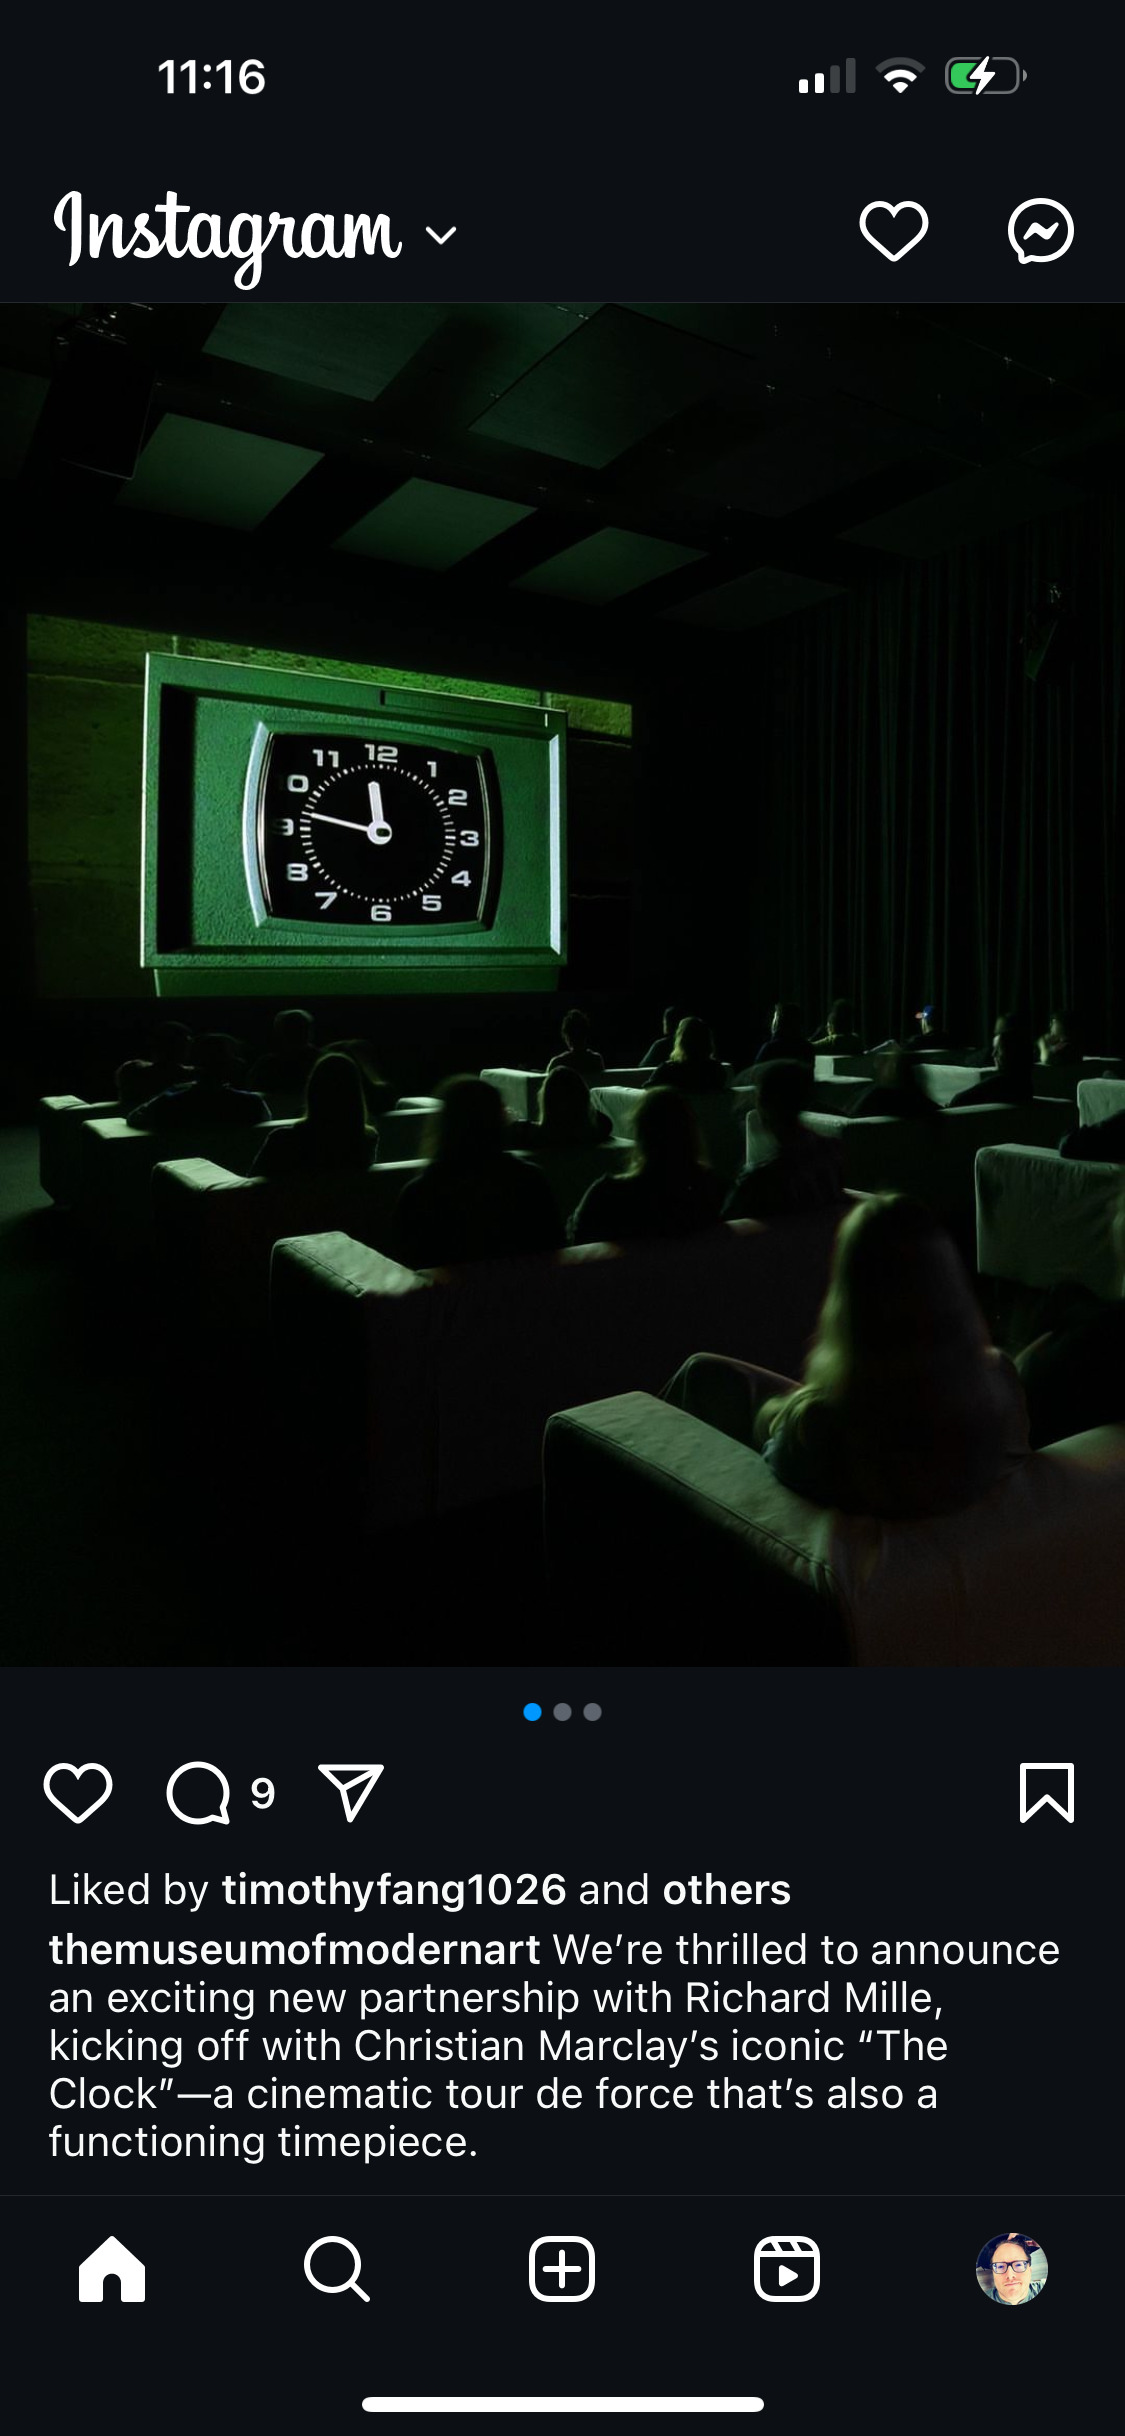 11:16
Instagram
12
11
1
0
2
9
3
8
4
7
5
6
9
Liked by timothyfang1026 and others
themuseumofmodernart We’re thrilled to announce
an exciting new partnership with Richard Mille,
kicking off with Christian Marclay’s iconic “The
Clock”—a cinematic tour de force that’s also a
functioning timepiece.